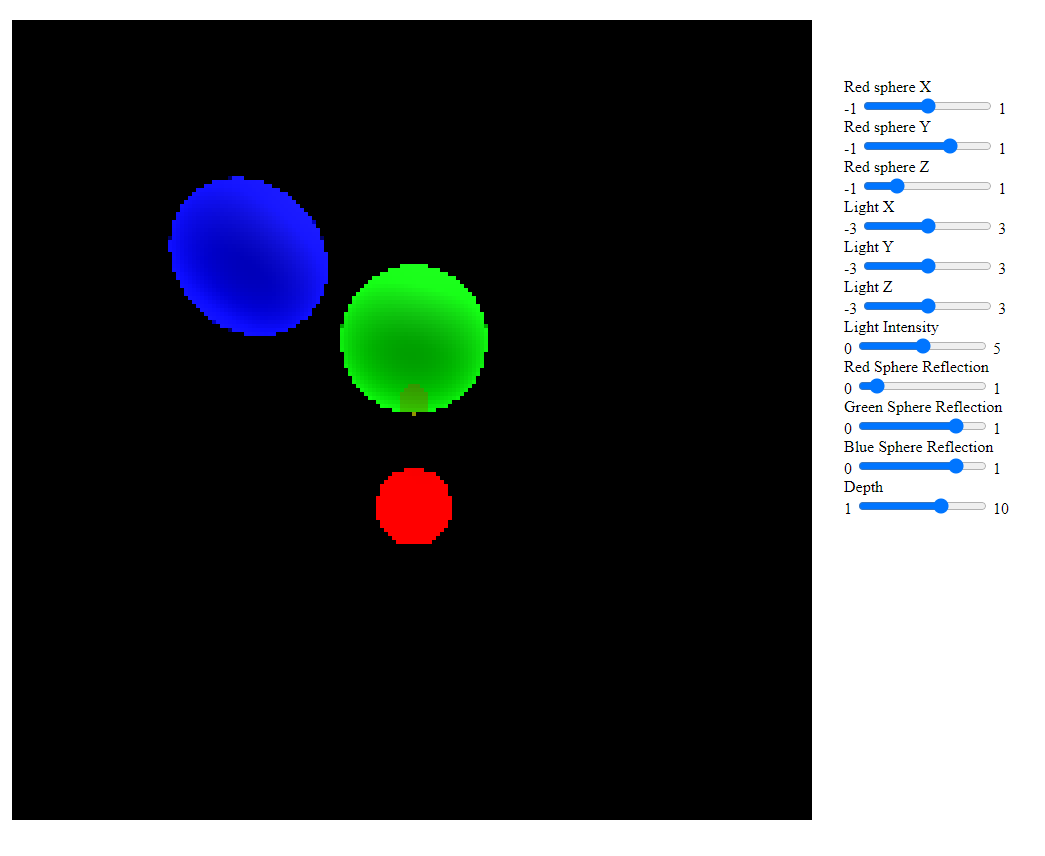 Red sphere X
-1 1
Red sphere Y
-1 1
Red sphere Z
-1 1
Light X
-3 3
Light Y
-3 3
Light Z
-3 3
Light Intensity
0 5
Red Sphere Reflection
0 1
Green Sphere Reflection
0 1
Blue Sphere Reflection
0 1
Depth
1 10